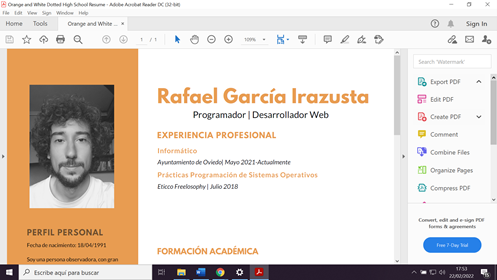 Orange and White Dotted High School Resume - Adobe Acrobat Reader DC (32-bit)
File Edit View Sign Window Help
Home Tools Orange and White ... ×
Sign In
1 / 1
109%
Search 'Watermark'
Rafael García Irazusta
Programador | Desarrollador Web
EXPERIENCIA PROFESIONAL
Informático
Ayuntamiento de Oviedo| Mayo 2021-Actualmente
Prácticas Programación de Sistemas Operativos
Eticco Freelosophy | Julio 2018
FORMACIÓN ACADÉMICA
PERFIL PERSONAL
Fecha de nacimiento: 18/04/1991
Soy una persona observadora, con gran
Export PDF
Edit PDF
Create PDF
Comment
Combine Files
Organize Pages
Compress PDF
Convert, edit and e-sign PDF
forms & agreements
Free 7-Day Trial
Escribe aquí para buscar
17:53
22/02/2022